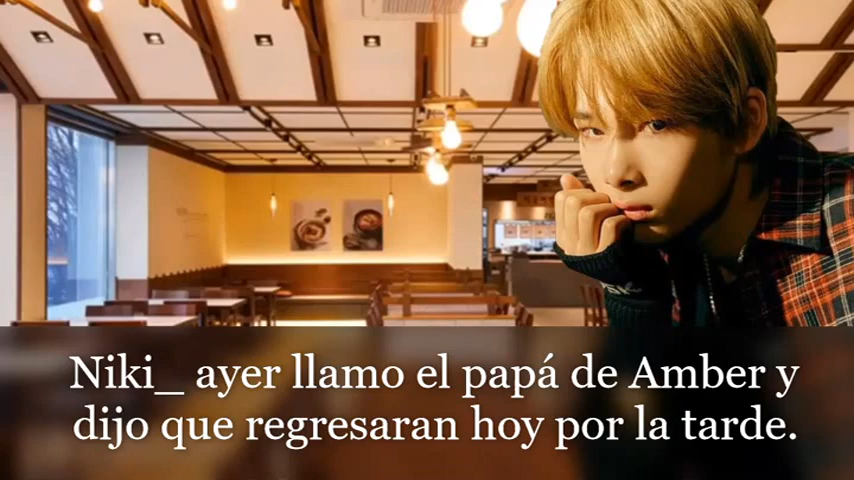 Niki_ ayer llamo el papá de Amber y
dijo que regresaran hoy por la tarde.